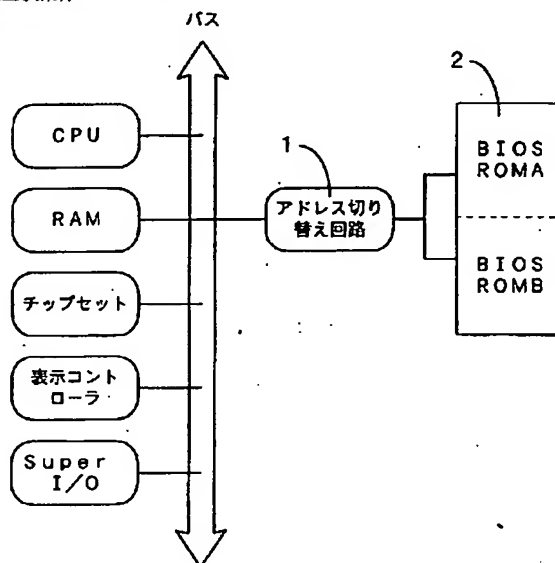 バス
2
1
CPU
BIOS
ROMA
アドレス切り
替え回路
RAM
BIOS
ROMB
チップセット
表示コント
ローラ
Super
I/O